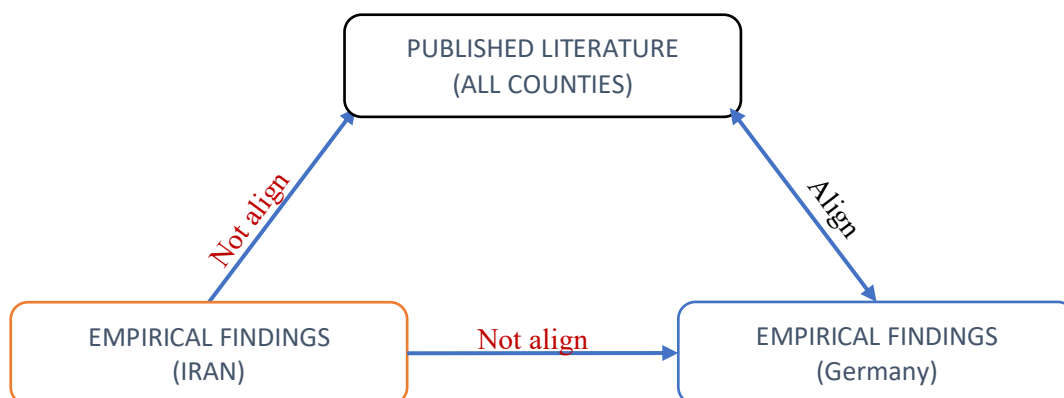 PUBLISHED LITERATURE
(ALL COUNTIES)
Not align
Align
EMPIRICAL FINDINGS
(IRAN)
Not align
EMPIRICAL FINDINGS
(Germany)